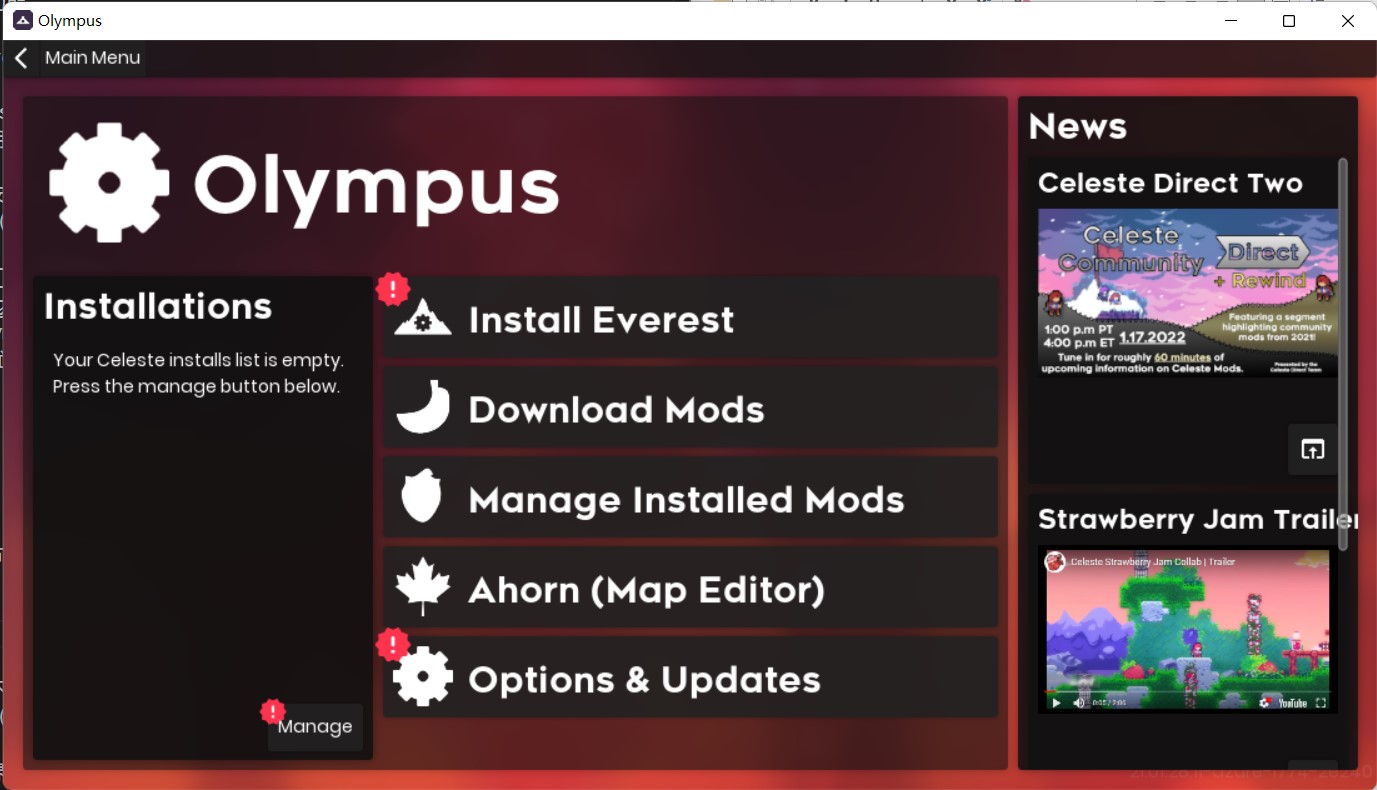 Olympus
Main Menu
Olympus
Installations
Your Celeste installs list is empty.
Press the manage button below.
! Manage
! Install Everest
Download Mods
Manage Installed Mods
Ahorn (Map Editor)
! Options & Updates
News
Celeste Direct Two
Celeste
Community
Direct
+ Rewind
1:00 p.m PT
4:00 p.m ET 1.17.2022
Featuring a segment
highlighting community
mods from 2021!
Tune in for roughly 60 minutes of
upcoming information on Celeste Mods.
Presented by the
Celeste Direct Team
Strawberry Jam Trailer
Celeste Strawberry Jam Collab | Trailer
YouTube